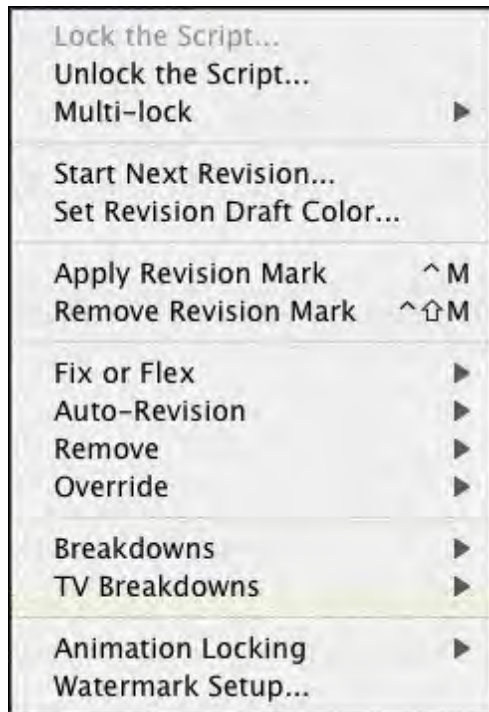 Lock the Script...
Unlock the Script...
Multi-lock
Start Next Revision...
Set Revision Draft Color...
Apply Revision Mark ^ M
Remove Revision Mark ^⇧M
Fix or Flex
Auto-Revision
Remove
Override
Breakdowns
TV Breakdowns
Animation Locking
Watermark Setup...